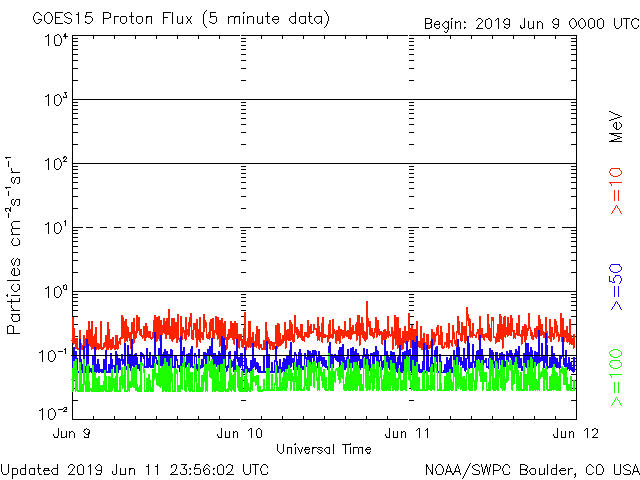 GOES15 Proton Flux (5 minute data)
Begin: 2019 Jun 9 0000 UTC
10⁴
10³
10²
10¹
10⁰
10⁻¹
10⁻²
Particles cm⁻²s⁻¹sr⁻¹
MeV
>=10
>=50
>=100
Jun 9
Jun 10
Jun 11
Jun 12
Universal Time
Updated 2019 Jun 11 23:56:02 UTC
NOAA/SWPC Boulder, CO USA